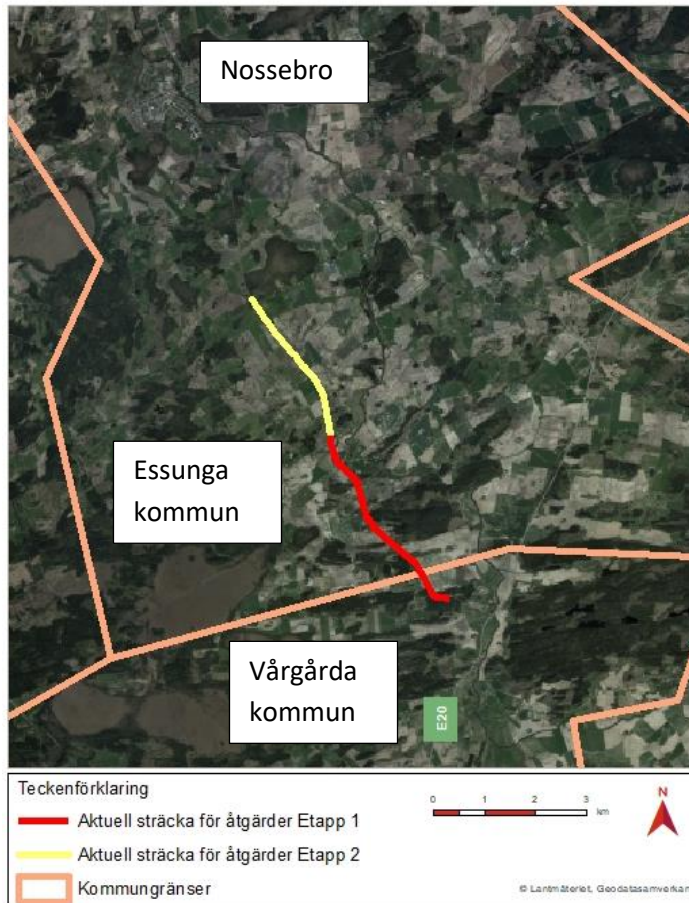 Nossebro
Essunga
kommun
Vårgårda
kommun
E20
Teckenförklaring
Aktuell sträcka för åtgärder Etapp 1
Aktuell sträcka för åtgärder Etapp 2
Kommungränser
0 1 2 3
km
N
© Lantmäteriet, Geodatasamverkan